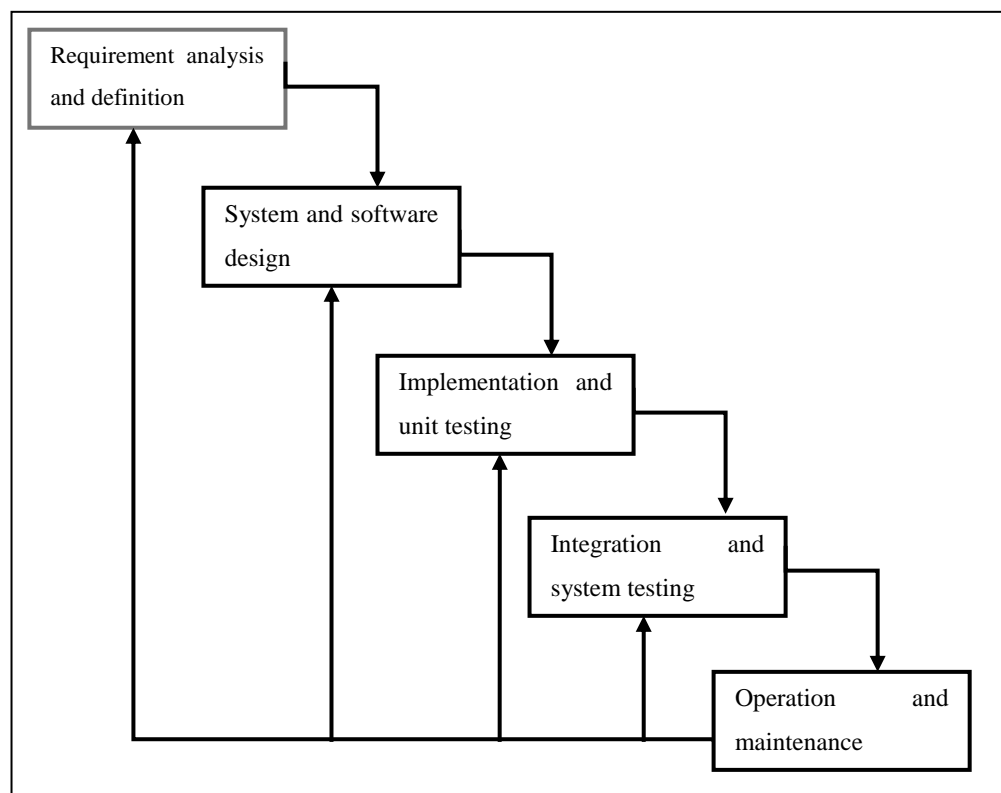 Requirement analysis
and definition
System and software
design
Implementation and
unit testing
Integration and
system testing
Operation and
maintenance